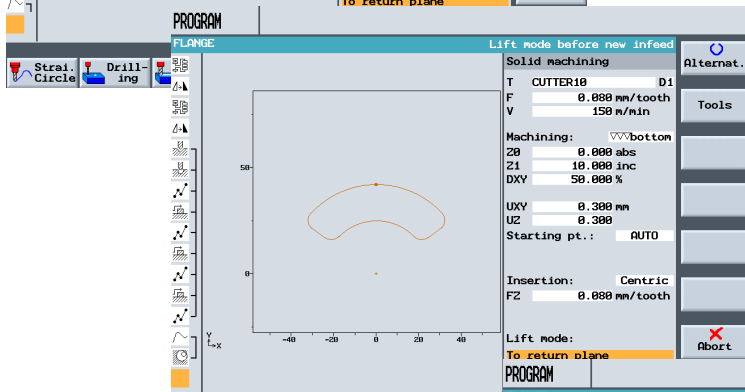 To return plane
PROGRAM
FLANGE
Lift mode before new infeed
Solid machining
Alternat.
Strai.
Circle
Drill-
ing
T CUTTER10 D1
F 0.080 mm/tooth
V 150 m/min
Tools
Machining: ▽▽▽bottom
Z0 0.000 abs
Z1 10.000 inc
DXY 50.000 %
UXY 0.300 mm
UZ 0.300
Starting pt.: AUTO
Insertion: Centric
FZ 0.080 mm/tooth
Lift mode:
To return plane
Abort
50
0
-40 -20 0 20 40
Y
X
PROGRAM